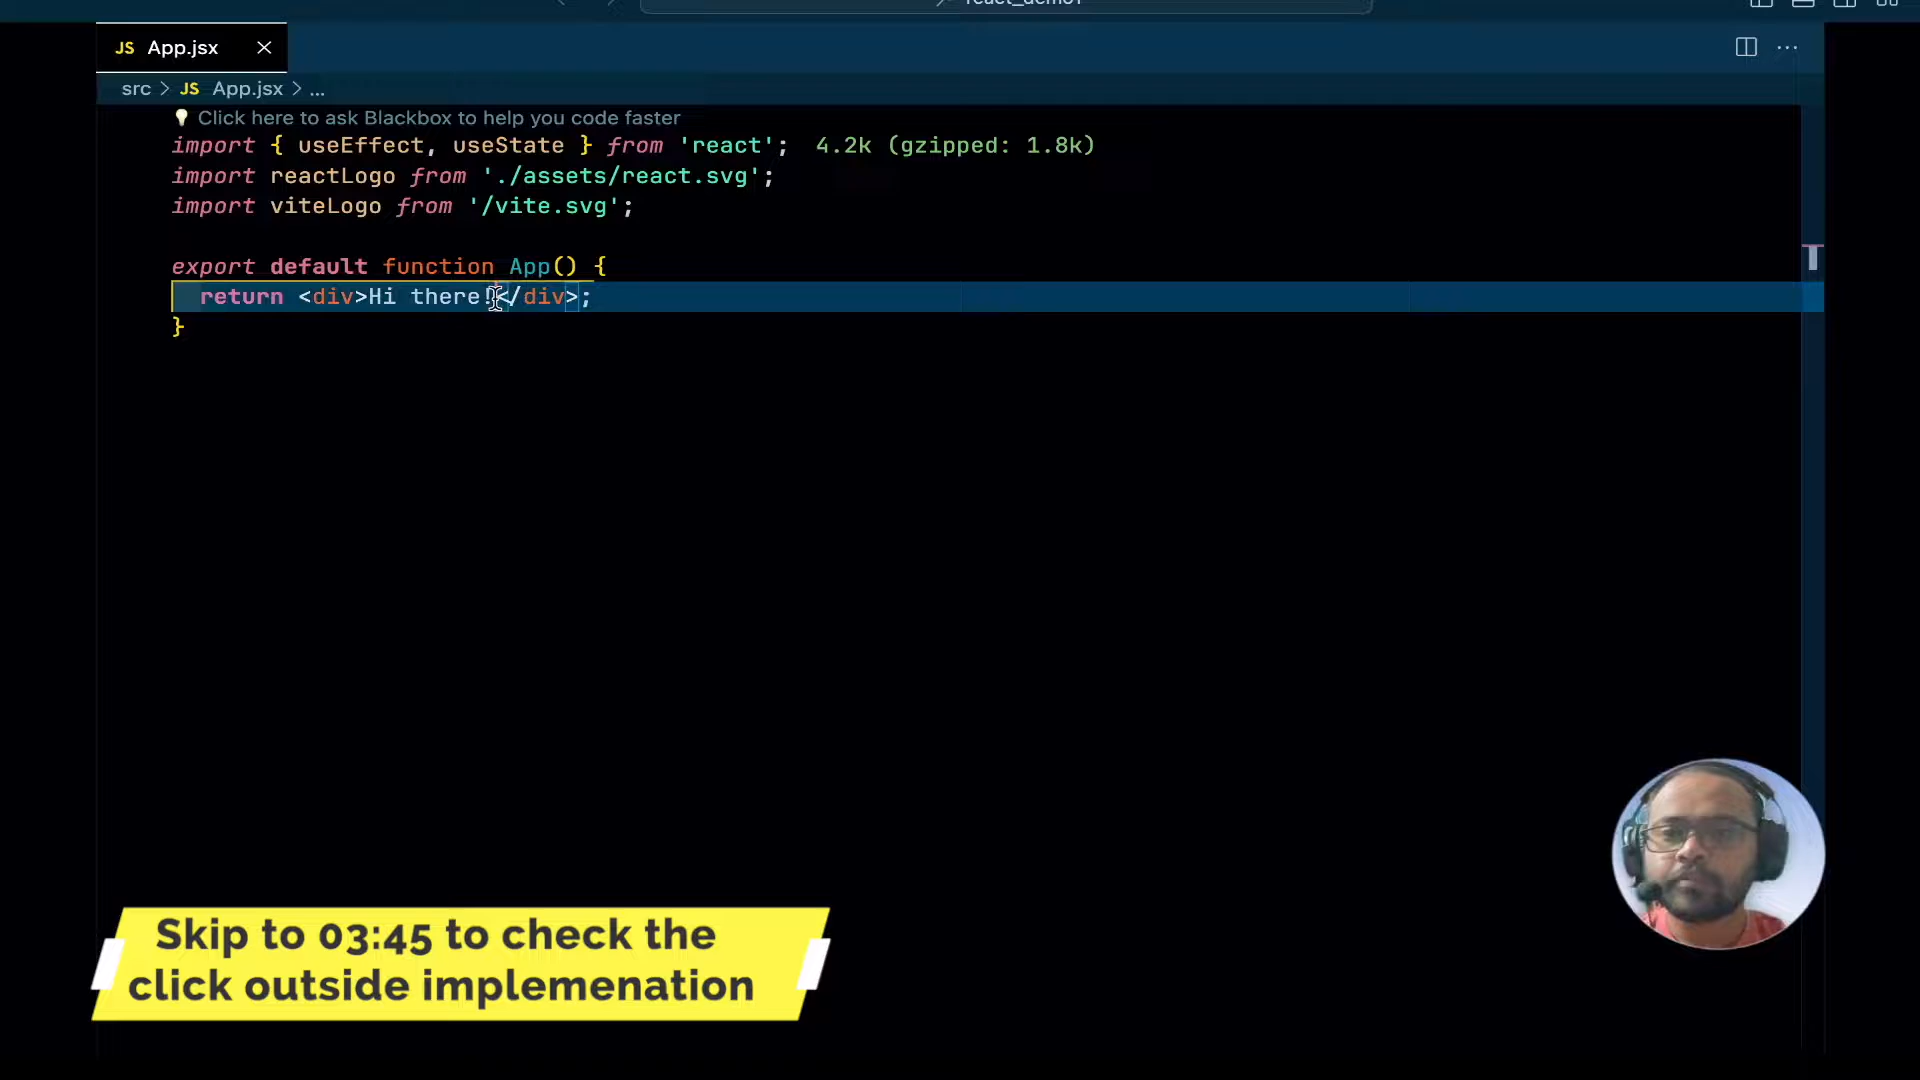 react_demo1
JS App.jsx
src > JS App.jsx > ...
Click here to ask Blackbox to help you code faster
import { useEffect, useState } from 'react'; 4.2k (gzipped: 1.8k)
import reactLogo from './assets/react.svg';
import viteLogo from '/vite.svg';
export default function App() {
return <div>Hi there!</div>;
}
Skip to 03:45 to check the
click outside implemenation